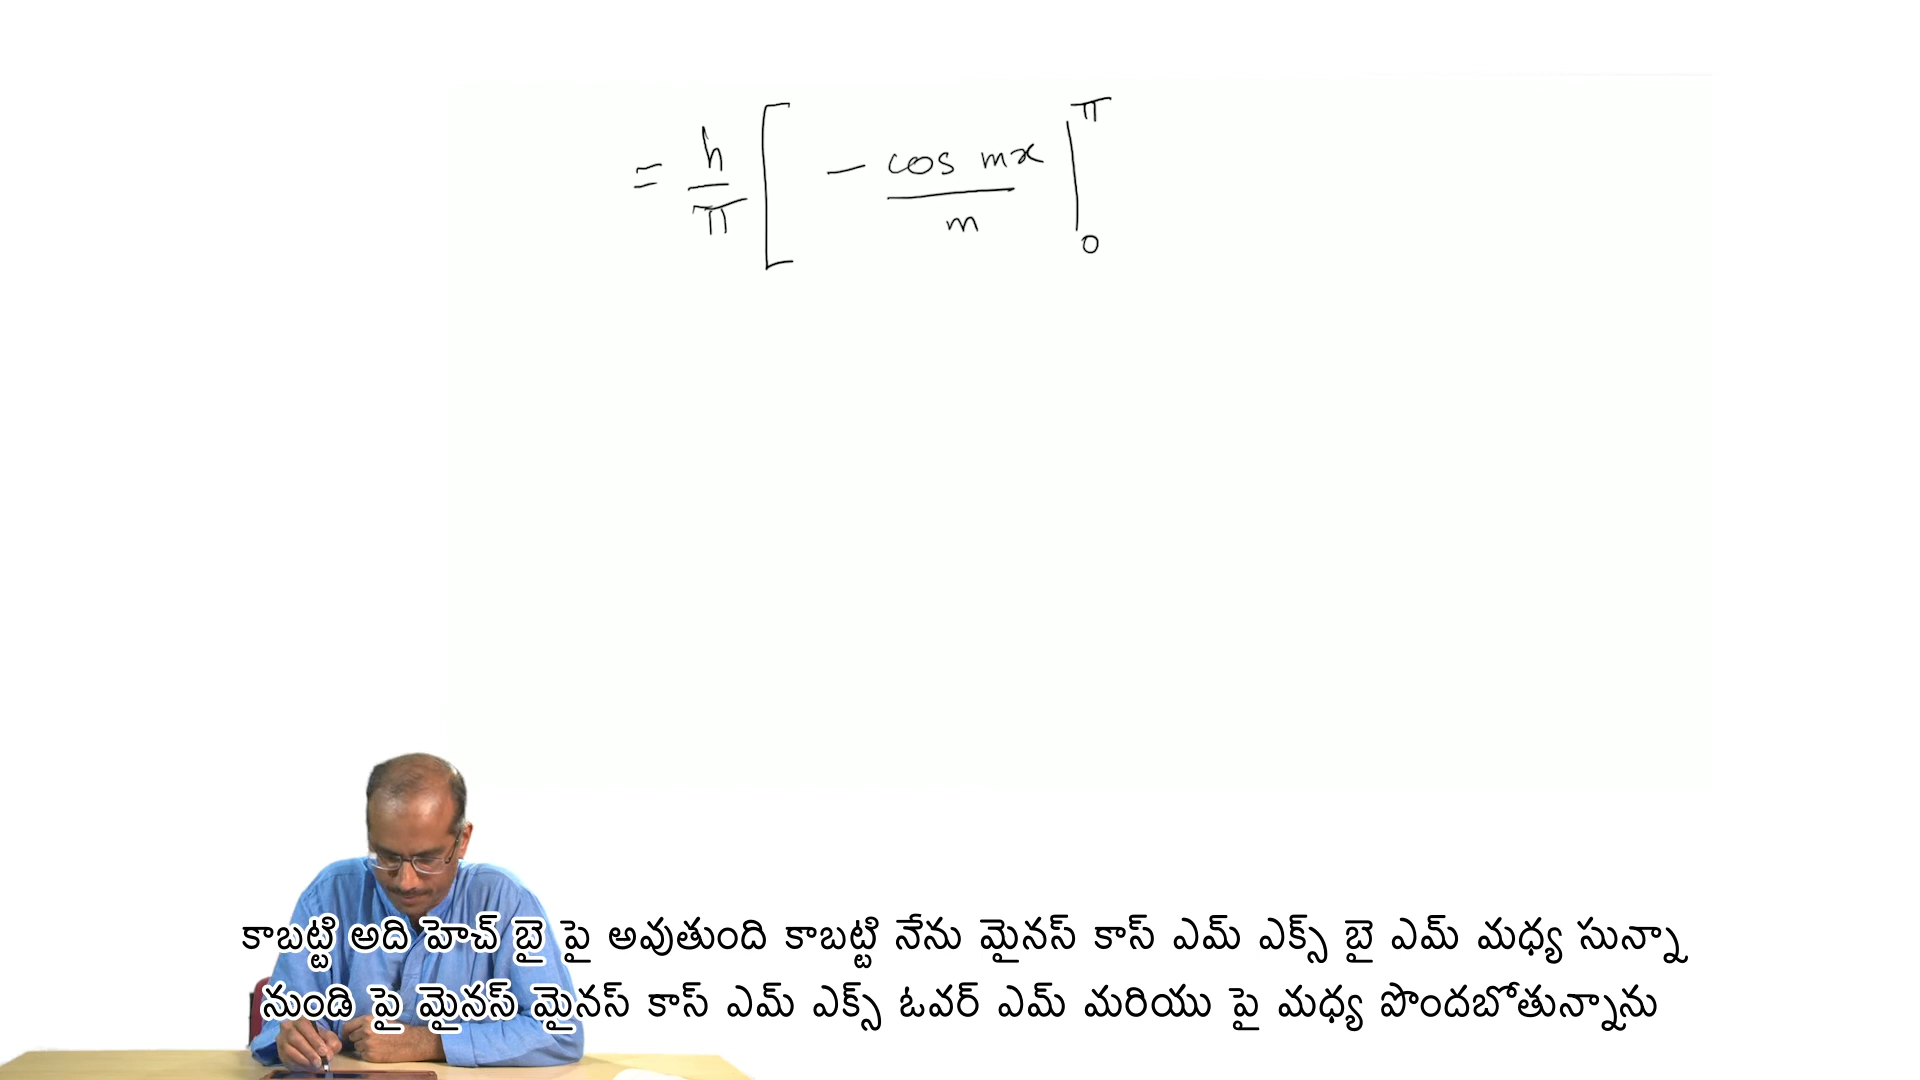 = h/π [ - cos mx / m |₀^π
కాబట్టి అది హెచ్ బై పై అవుతుంది కాబట్టి నేను మైనస్ కాస్ ఎమ్ ఎక్స్ బై ఎమ్ మధ్య సున్నా
నుండి పై మైనస్ మైనస్ కాస్ ఎమ్ ఎక్స్ ఓవర్ ఎమ్ మరియు పై మధ్య పొందబోతున్నాను